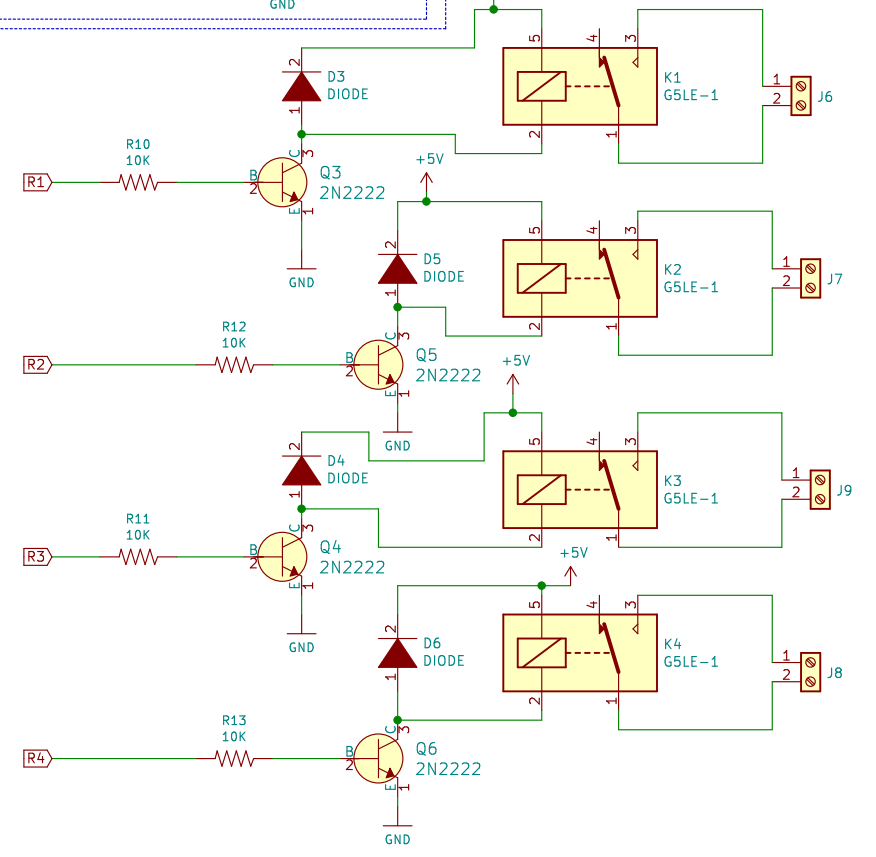 GND
5
4
3
2
D3
DIODE
K1
G5LE-1
1
2
J6
1
2
1
R10
10K
C
3
+5V
R1
B
2
Q3
2N2222
E
1
5
4
3
GND
2
D5
DIODE
K2
G5LE-1
1
2
J7
1
2
1
R12
10K
C
3
R2
B
2
Q5
2N2222
+5V
E
1
GND
5
4
3
2
D4
DIODE
K3
G5LE-1
1
2
J9
1
R11
10K
C
3
2
1
R3
B
2
Q4
2N2222
+5V
E
1
5
4
3
GND
2
D6
DIODE
K4
G5LE-1
1
2
J8
1
2
1
R13
10K
C
3
R4
B
2
Q6
2N2222
E
1
GND